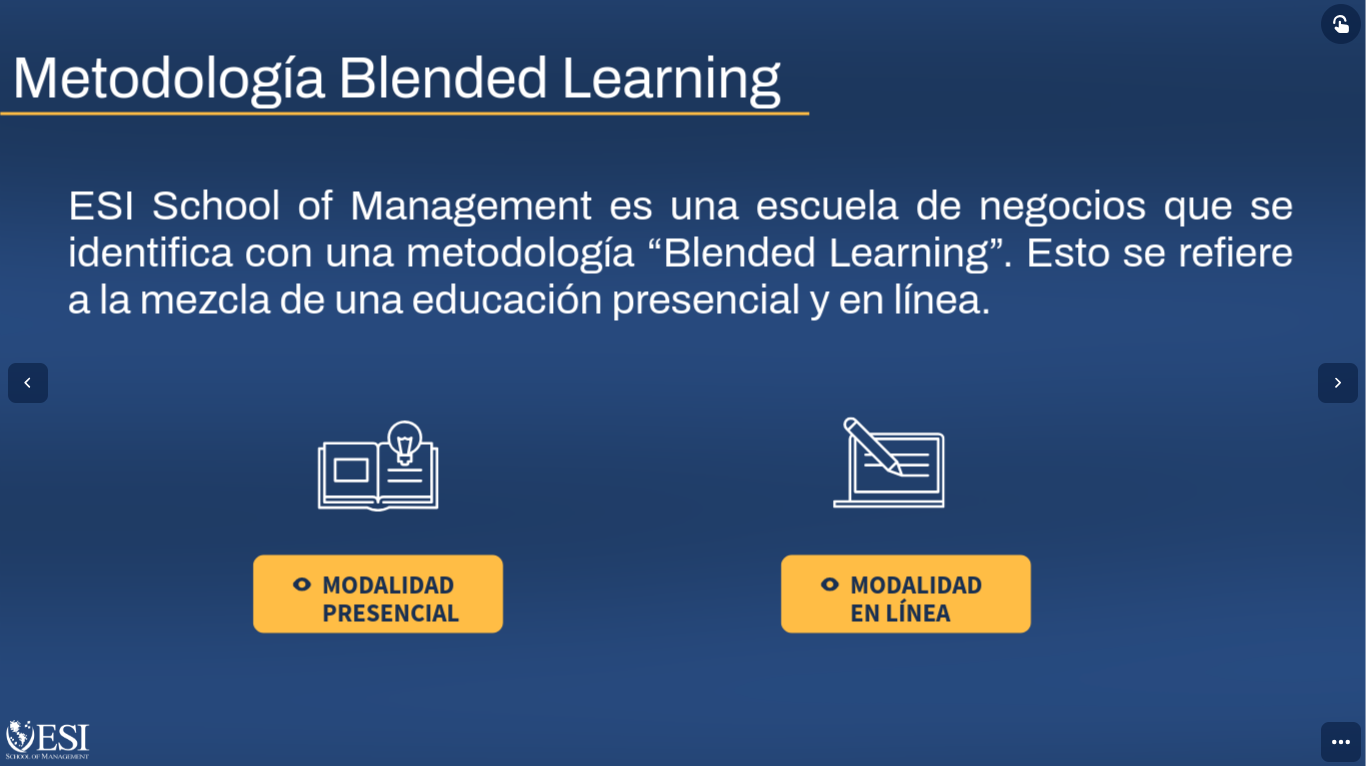 Metodología Blended Learning
ESI School of Management es una escuela de negocios que se
identifica con una metodología “Blended Learning”. Esto se refiere
a la mezcla de una educación presencial y en línea.
MODALIDAD
PRESENCIAL
MODALIDAD
EN LÍNEA
ESI
SCHOOL OF MANAGEMENT